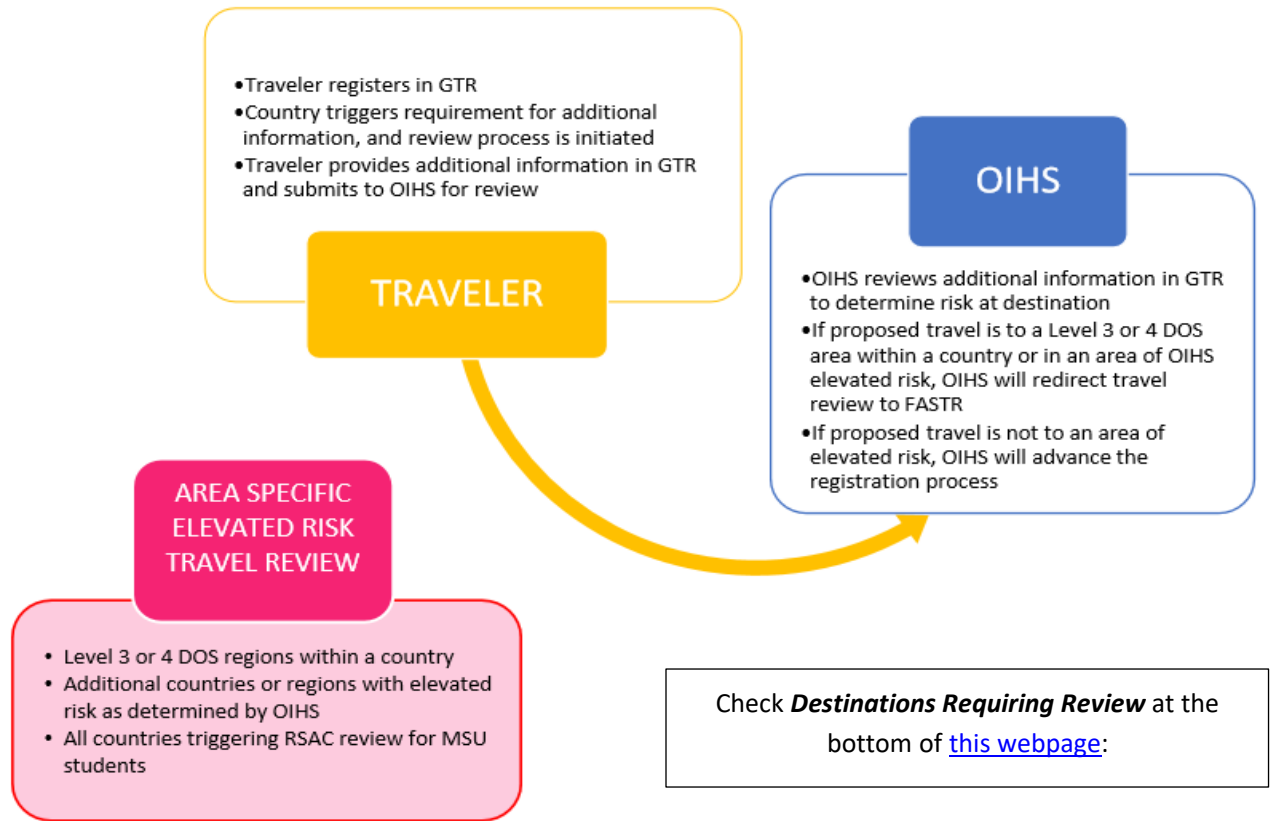 •Traveler registers in GTR
•Country triggers requirement for additional
information, and review process is initiated
•Traveler provides additional information in GTR
and submits to OIHS for review
TRAVELER
OIHS
•OIHS reviews additional information in GTR
to determine risk at destination
•If proposed travel is to a Level 3 or 4 DOS
area within a country or in an area of OIHS
elevated risk, OIHS will redirect travel
review to FASTR
•If proposed travel is not to an area of
elevated risk, OIHS will advance the
registration process
AREA SPECIFIC
ELEVATED RISK
TRAVEL REVIEW
• Level 3 or 4 DOS regions within a country
• Additional countries or regions with elevated
risk as determined by OIHS
• All countries triggering RSAC review for MSU
students
Check Destinations Requiring Review at the
bottom of this webpage: